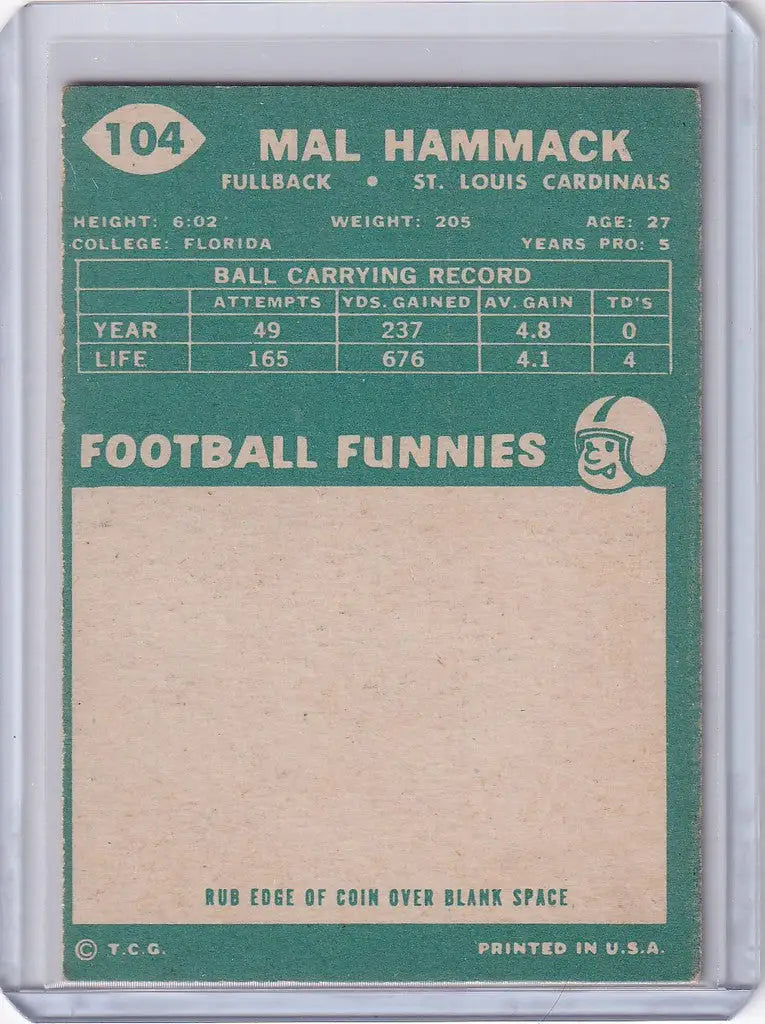 104
MAL HAMMACK
FULLBACK • ST. LOUIS CARDINALS
HEIGHT: 6:02 WEIGHT: 205 AGE: 27
COLLEGE: FLORIDA YEARS PRO: 5
BALL CARRYING RECORD
ATTEMPTS YDS. GAINED AV. GAIN TD'S
YEAR 49 237 4.8 0
LIFE 165 676 4.1 4
FOOTBALL FUNNIES
RUB EDGE OF COIN OVER BLANK SPACE
© T.C.G. PRINTED IN U.S.A.